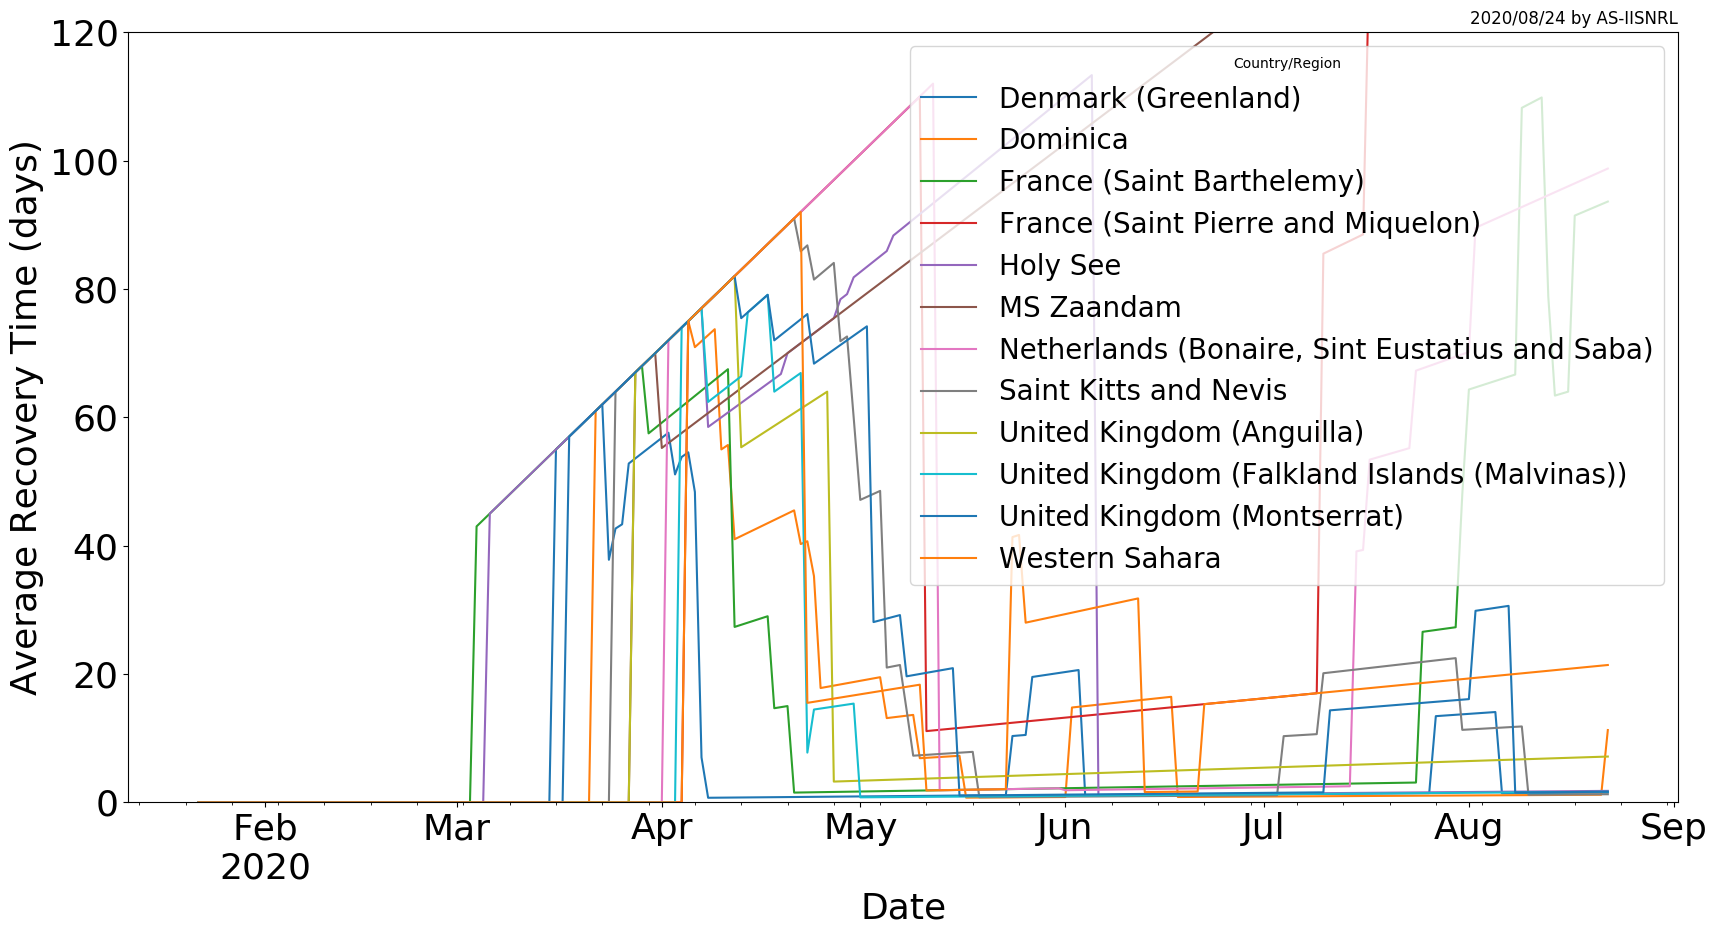 2020/08/24 by AS-IISNRL
120
100
80
60
40
20
0
Average Recovery Time (days)
Country/Region
Denmark (Greenland)
Dominica
France (Saint Barthelemy)
France (Saint Pierre and Miquelon)
Holy See
MS Zaandam
Netherlands (Bonaire, Sint Eustatius and Saba)
Saint Kitts and Nevis
United Kingdom (Anguilla)
United Kingdom (Falkland Islands (Malvinas))
United Kingdom (Montserrat)
Western Sahara
Feb Mar Apr May Jun Jul Aug Sep
2020
Date